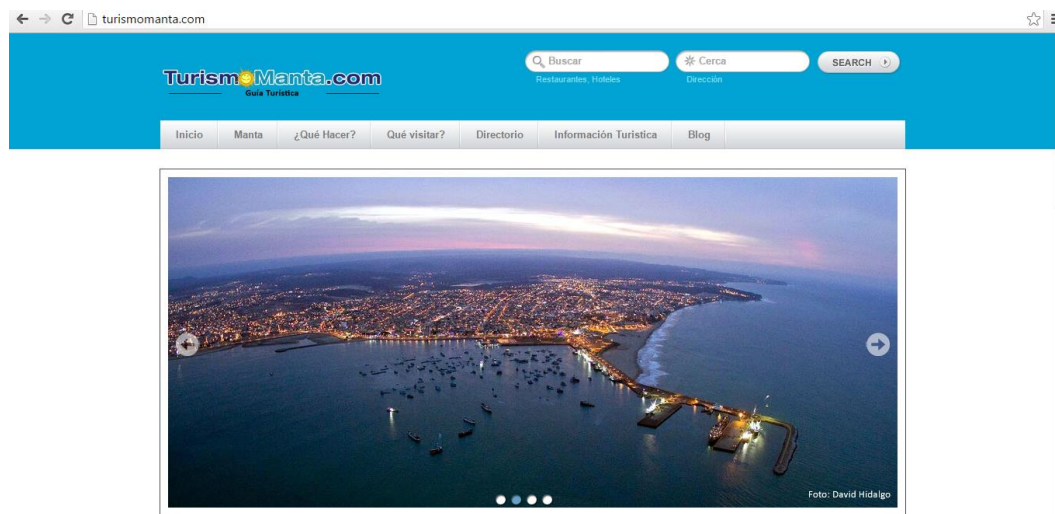 turismomanta.com
TurismoManta.com
Guía Turística
Buscar
Cerca
SEARCH
Restaurantes, Hoteles
Dirección
Inicio Manta ¿Qué Hacer? Qué visitar? Directorio Información Turistica Blog
Foto: David Hidalgo